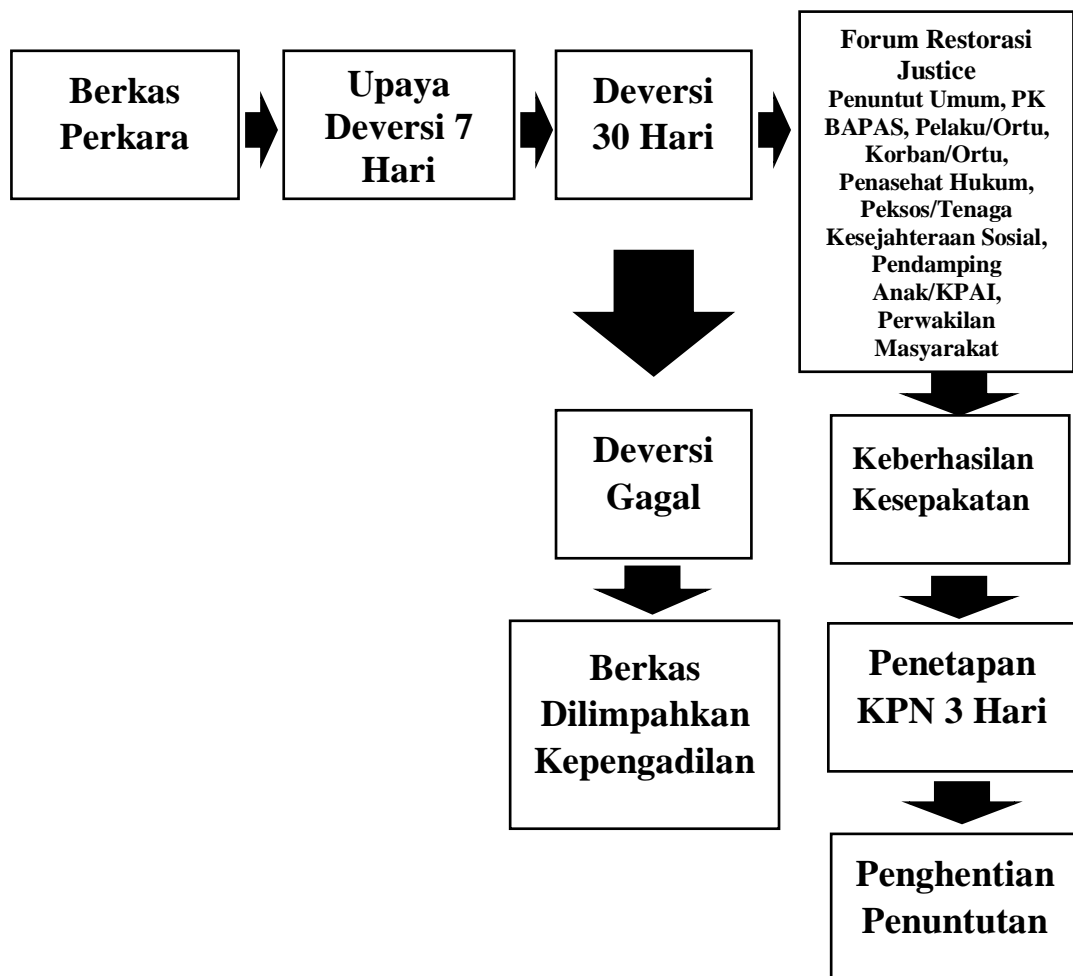 Berkas
Perkara
Upaya
Deversi 7
Hari
Deversi
30 Hari
Forum Restorasi
Justice
Penuntut Umum, PK
BAPAS, Pelaku/Ortu,
Korban/Ortu,
Penasehat Hukum,
Peksos/Tenaga
Kesejahteraan Sosial,
Pendamping
Anak/KPAI,
Perwakilan
Masyarakat
Deversi
Gagal
Keberhasilan
Kesepakatan
Berkas
Dilimpahkan
Kepengadilan
Penetapan
KPN 3 Hari
Penghentian
Penuntutan